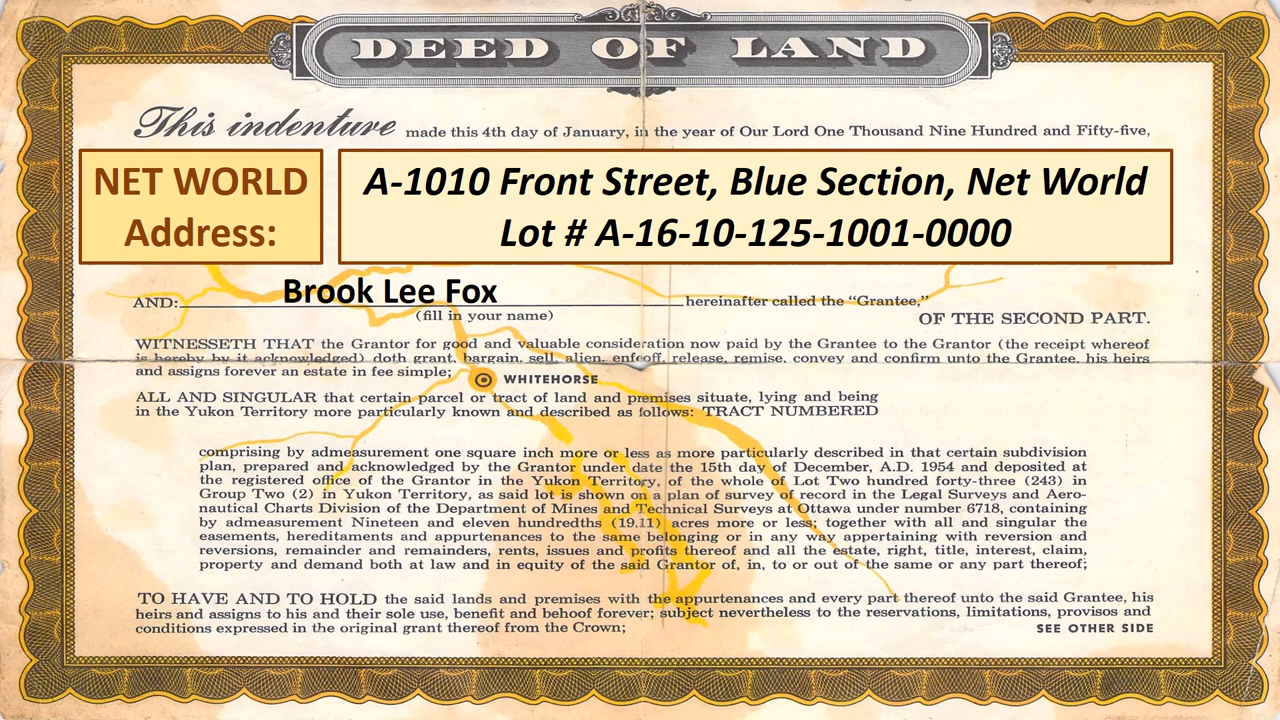 DEED OF LAND
This indenture made this 4th day of January, in the year of Our Lord One Thousand Nine Hundred and Fifty-five,
NET WORLD
Address:
A-1010 Front Street, Blue Section, Net World
Lot # A-16-10-125-1001-0000
Brook Lee Fox
AND: hereinafter called the “Grantee,”
(fill in your name)
OF THE SECOND PART.
WITNESSETH THAT the Grantor for good and valuable consideration now paid by the Grantee to the Grantor (the receipt whereof
is hereby by it acknowledged) doth grant, bargain, sell, alien, enfeoff, release, remise, convey and confirm unto the Grantee, his heirs
and assigns forever an estate in fee simple;
WHITEHORSE
ALL AND SINGULAR that certain parcel or tract of land and premises situate, lying and being
in the Yukon Territory more particularly known and described as follows: TRACT NUMBERED
comprising by admeasurement one square inch more or less as more particularly described in that certain subdivision
plan, prepared and acknowledged by the Grantor under date the 15th day of December, A.D. 1954 and deposited at
the registered office of the Grantor in the Yukon Territory, of the whole of Lot Two hundred forty-three (243) in
Group Two (2) in Yukon Territory, as said lot is shown on a plan of survey of record in the Legal Surveys and Aero-
nautical Charts Division of the Department of Mines and Technical Surveys at Ottawa under number 6718, containing
by admeasurement Nineteen and eleven hundredths (19.11) acres more or less; together with all and singular the
easements, hereditaments and appurtenances to the same belonging or in any way appertaining with reversion and
reversions, remainder and remainders, rents, issues and profits thereof and all the estate, right, title, interest, claim,
property and demand both at law and in equity of the said Grantor of, in, to or out of the same or any part thereof;
TO HAVE AND TO HOLD the said lands and premises with the appurtenances and every part thereof unto the said Grantee, his
heirs and assigns to his and their sole use, benefit and behoof forever; subject nevertheless to the reservations, limitations, provisos and
conditions expressed in the original grant thereof from the Crown;
SEE OTHER SIDE